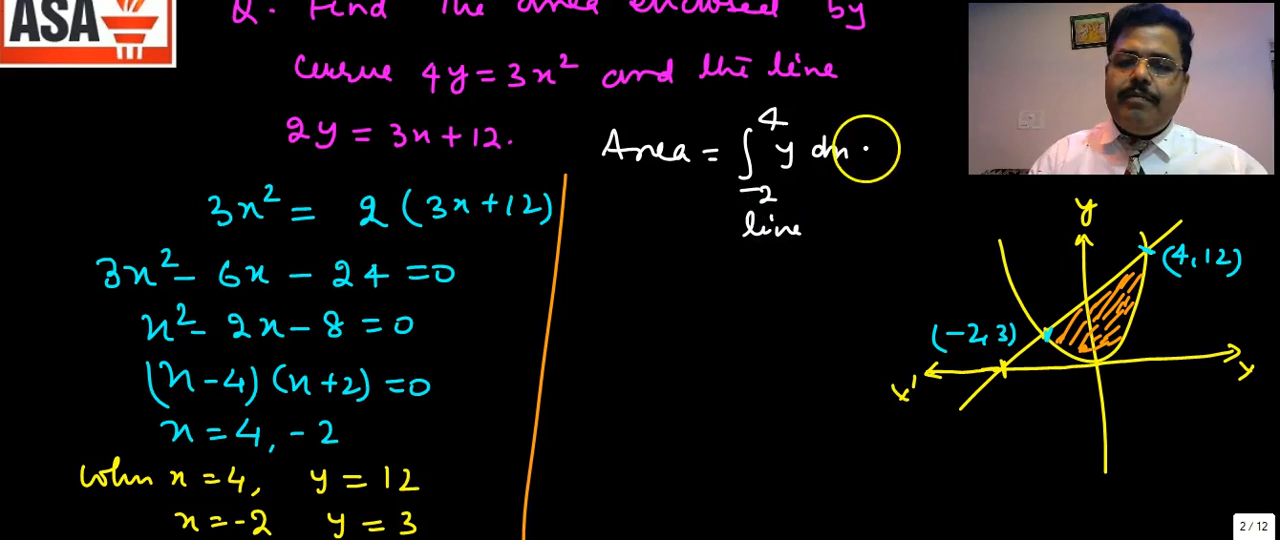 ASA
Q. Find the area enclosed by
curve 4y = 3x² and the line
2y = 3x + 12.
3x² = 2(3x+12)
3x² - 6x - 24 = 0
x² - 2x - 8 = 0
(x-4)(x+2) = 0
x = 4, -2
When x = 4, y = 12
x = -2 y = 3
Area = ∫₋₂⁴ y dx ·
line
y
(4,12)
(-2,3)
x'
x
2 / 12